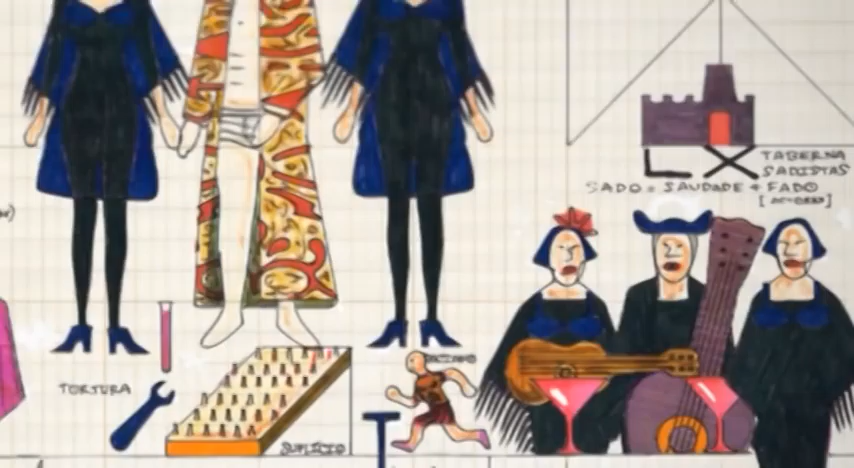 LX
TABERNA
SADISTAS
SADO = SAUDADE + FADO
TORTURA
SUPLÍCIO